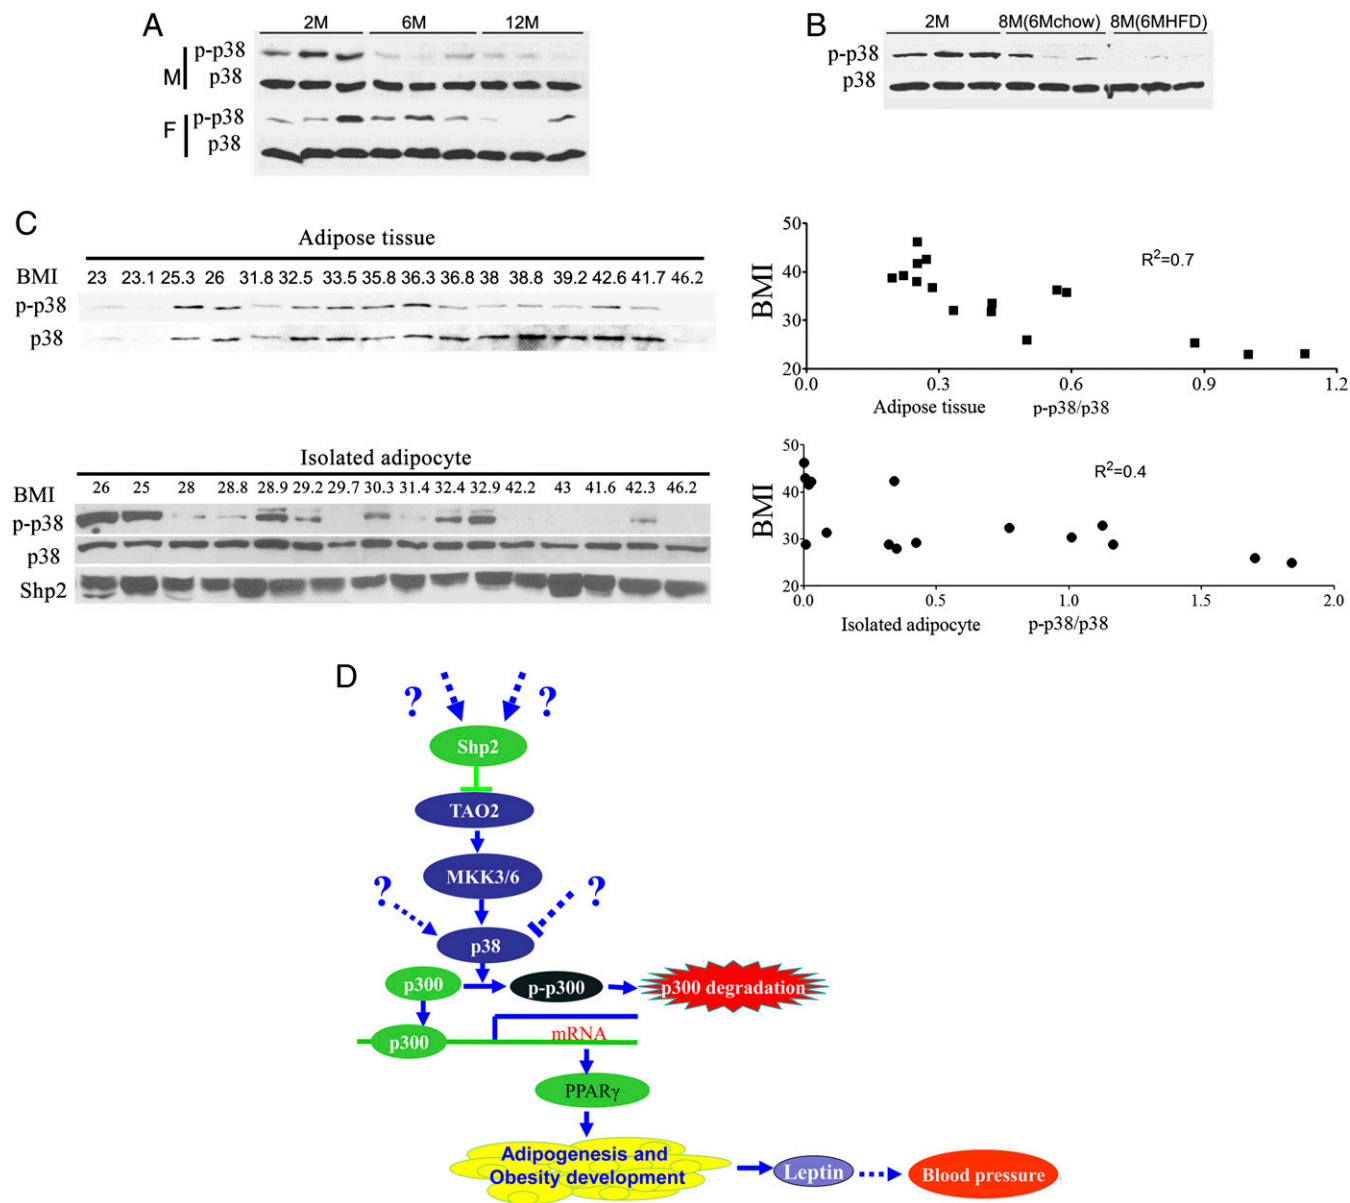 A
2M 6M 12M
M
p-p38
p38
F
p-p38
p38
B
2M 8M(6Mchow) 8M(6MHFD)
p-p38
p38
C
Adipose tissue
BMI 23 23.1 25.3 26 31.8 32.5 33.5 35.8 36.3 36.8 38 38.8 39.2 42.6 41.7 46.2
p-p38
p38
50
40
30
20
BMI
R²=0.7
0.0 0.3 0.6 0.9 1.2
Adipose tissue p-p38/p38
Isolated adipocyte
BMI 26 25 28 28.8 28.9 29.2 29.7 30.3 31.4 32.4 32.9 42.2 43 41.6 42.3 46.2
p-p38
p38
Shp2
50
40
30
20
BMI
R²=0.4
0.0 0.5 1.0 1.5 2.0
Isolated adipocyte p-p38/p38
D
? ?
Shp2
TAO2
MKK3/6
? ?
p38
p300 p-p300 p300 degradation
p300 mRNA
PPARγ
Adipogenesis and
Obesity development
Leptin Blood pressure